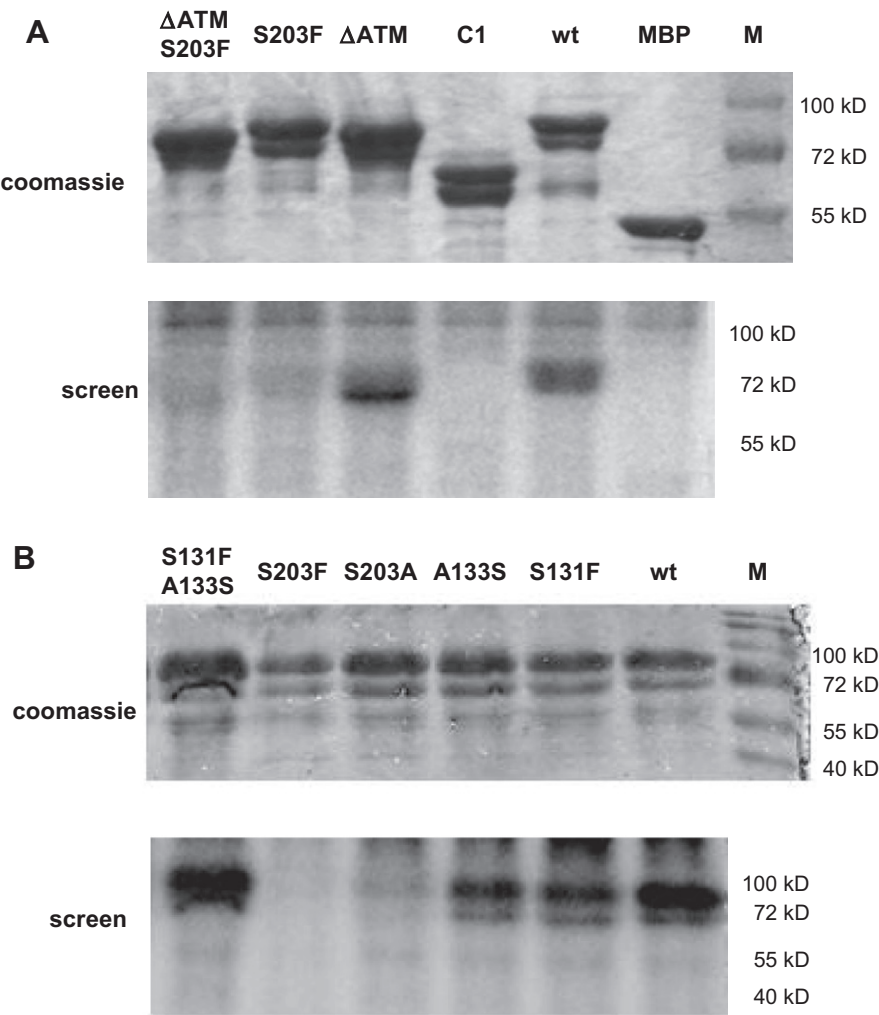 A
ΔATM
S203F
S203F
ΔATM
C1
wt
MBP
M
coomassie
100 kD
72 kD
55 kD
screen
100 kD
72 kD
55 kD
B
S131F
A133S
S203F
S203A
A133S
S131F
wt
M
coomassie
100 kD
72 kD
55 kD
40 kD
screen
100 kD
72 kD
55 kD
40 kD